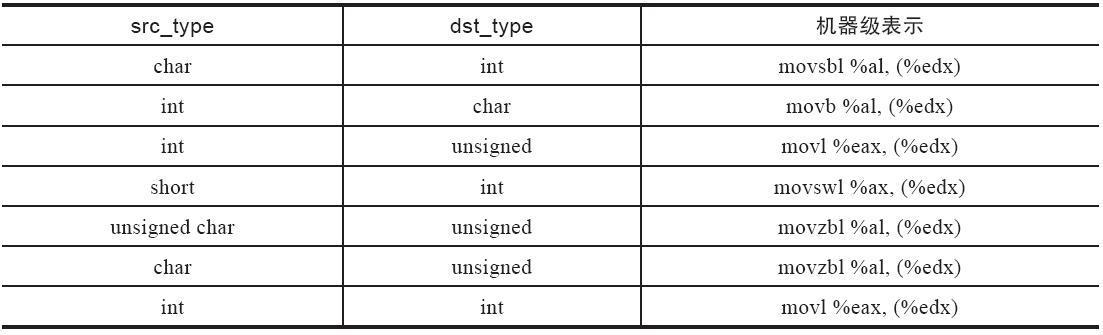 src_type dst_type 机器级表示
char int movsbl %al, (%edx)
int char movb %al, (%edx)
int unsigned movl %eax, (%edx)
short int movswl %ax, (%edx)
unsigned char unsigned movzbl %al, (%edx)
char unsigned movzbl %al, (%edx)
int int movl %eax, (%edx)